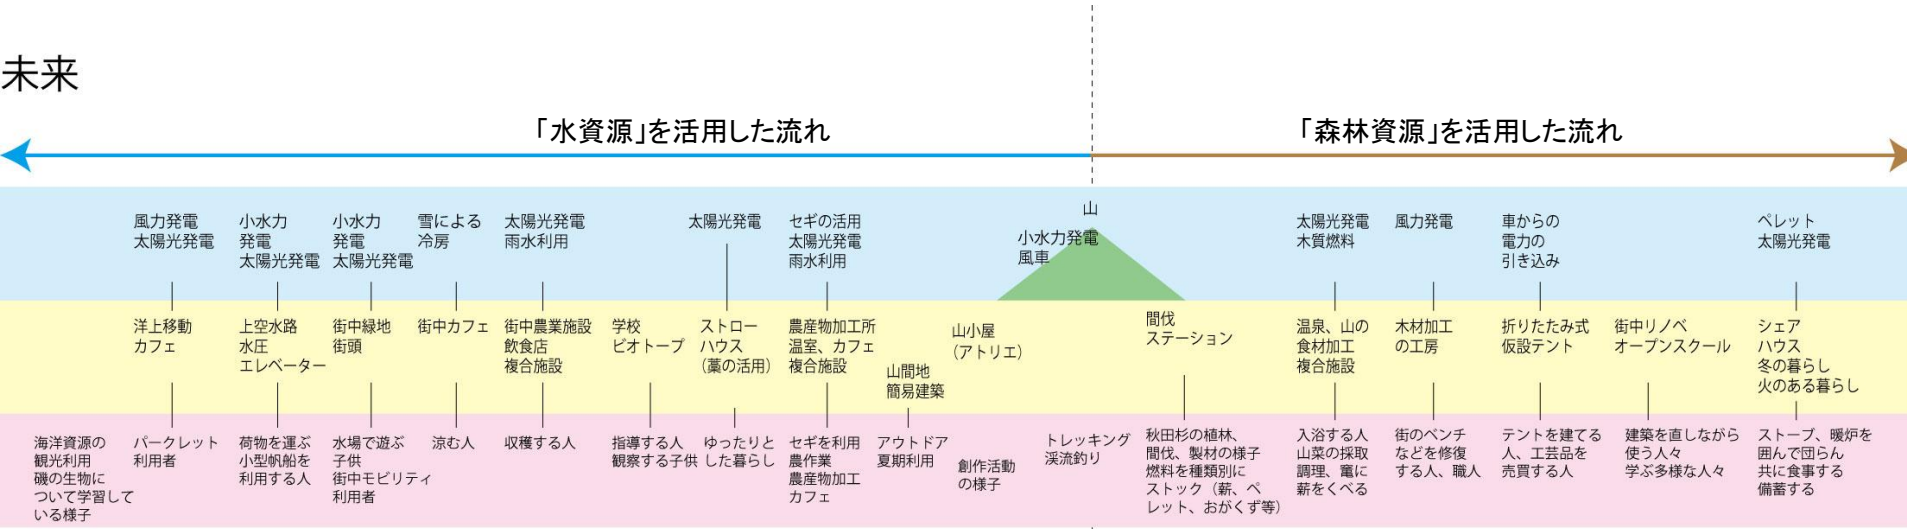 未来
「水資源」を活用した流れ
「森林資源」を活用した流れ
風力発電
太陽光発電
小水力
発電
太陽光発電
小水力
発電
太陽光発電
雪による
冷房
太陽光発電
雨水利用
太陽光発電
セギの活用
太陽光発電
雨水利用
山
小水力発電
風車
太陽光発電
木質燃料
風力発電
車からの
電力の
引き込み
ペレット
太陽光発電
洋上移動
カフェ
上空水路
水圧
エレベーター
街中緑地
街頭
街中カフェ
街中農業施設
飲食店
複合施設
学校
ビオトープ
ストロー
ハウス
（藁の活用）
農産物加工所
温室、カフェ
複合施設
山間地
簡易建築
山小屋
（アトリエ）
間伐
ステーション
温泉、山の
食材加工
複合施設
木材加工
の工房
折りたたみ式
仮設テント
街中リノベ
オープンスクール
シェア
ハウス
冬の暮らし
火のある暮らし
海洋資源の
観光利用
磯の生物に
ついて学習して
いる様子
パークレット
利用者
荷物を運ぶ
小型帆船を
利用する人
水場で遊ぶ
子供
街中モビリティ
利用者
涼む人
収穫する人
指導する人
観察する子供
ゆったりと
した暮らし
セギを利用
農作業
農産物加工
カフェ
アウトドア
夏期利用
創作活動
の様子
トレッキング
渓流釣り
秋田杉の植林、
間伐、製材の様子
燃料を種類別に
ストック（薪、ペ
レット、おがくず等）
入浴する人
山菜の採取
調理、竃に
薪をくべる
街のベンチ
などを修復
する人、職人
テントを建てる
人、工芸品を
売買する人
建築を直しながら
使う人々
学ぶ多様な人々
ストーブ、暖炉を
囲んで団らん
共に食事する
備蓄する